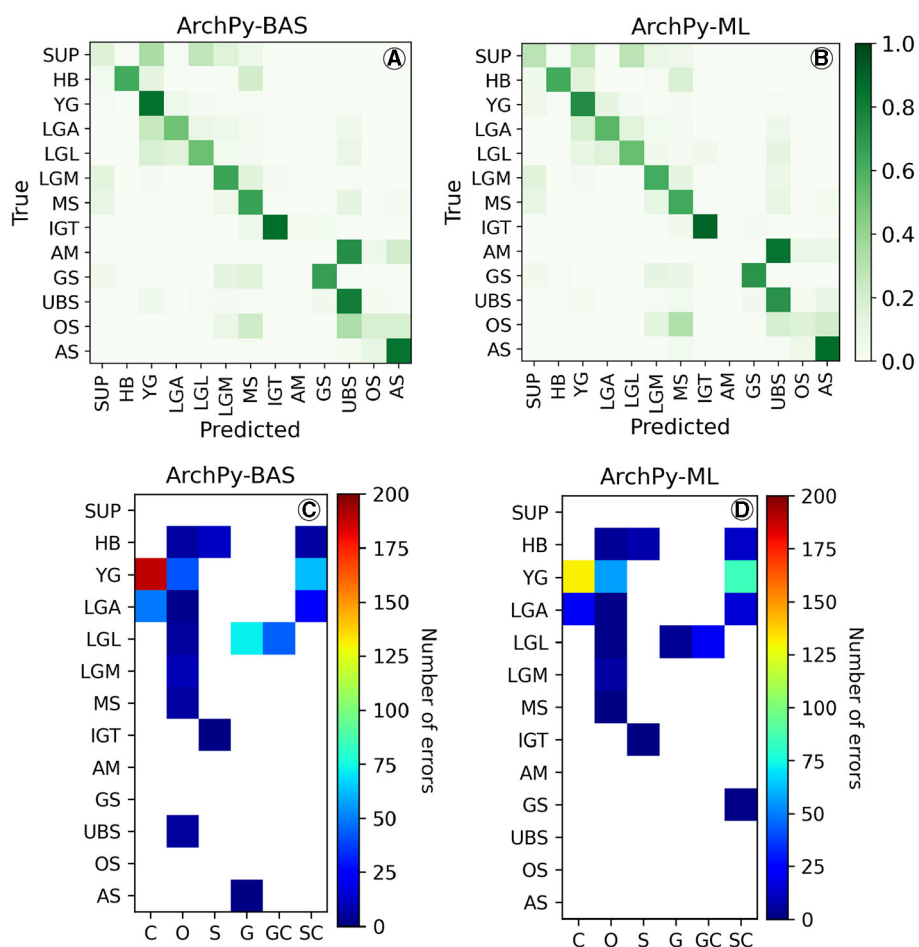 ArchPy-BAS
ArchPy-ML
A
B
True
SUP
HB
YG
LGA
LGL
LGM
MS
IGT
AM
GS
UBS
OS
AS
SUP HB YG LGA LGL LGM MS IGT AM GS UBS OS AS
Predicted
True
SUP
HB
YG
LGA
LGL
LGM
MS
IGT
AM
GS
UBS
OS
AS
SUP HB YG LGA LGL LGM MS IGT AM GS UBS OS AS
Predicted
1.0
0.8
0.6
0.4
0.2
0.0
ArchPy-BAS
C
SUP
HB
YG
LGA
LGL
LGM
MS
IGT
AM
GS
UBS
OS
AS
C O S G GC SC
200
175
150
125
100
75
50
25
0
Number of errors
ArchPy-ML
D
SUP
HB
YG
LGA
LGL
LGM
MS
IGT
AM
GS
UBS
OS
AS
C O S G GC SC
200
175
150
125
100
75
50
25
0
Number of errors